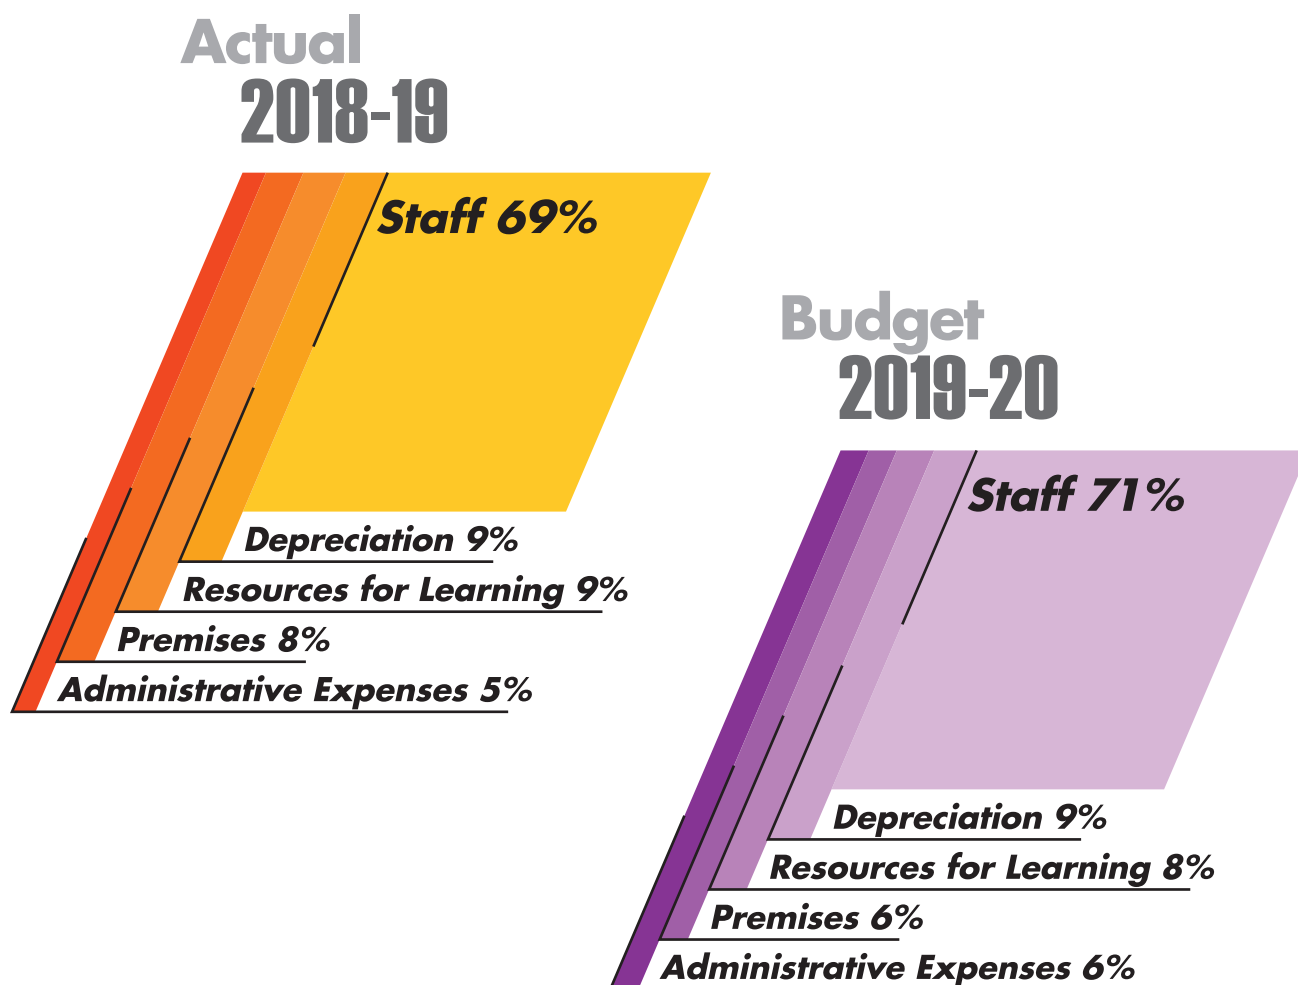 Actual
2018-19
Staff 69%
Depreciation 9%
Resources for Learning 9%
Premises 8%
Administrative Expenses 5%
Budget
2019-20
Staff 71%
Depreciation 9%
Resources for Learning 8%
Premises 6%
Administrative Expenses 6%